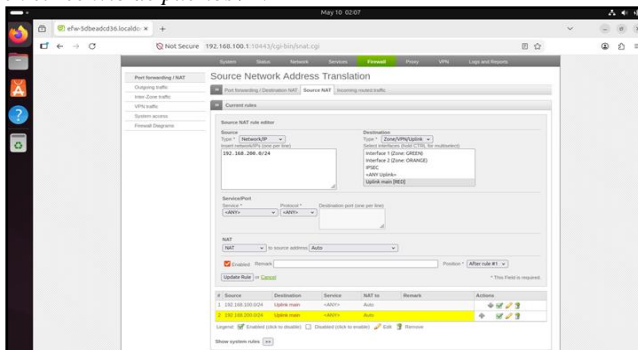 May 10 02:07
efw-5dbeadcd36.localdo
Not Secure 192.168.100.1:10443/cgi-bin/snat.cgi
System Status Network Services Firewall Proxy VPN Logs and Reports
Port forwarding / NAT
Outgoing traffic
Inter-Zone traffic
VPN traffic
System access
Firewall Diagrams
Source Network Address Translation
Port forwarding / Destination NAT Source NAT Incoming routed traffic
Current rules
Source NAT rule editor
Source Destination
Type * Network/IP Type * Zone/VPN/Uplink
Insert network/IPs (one per line) Select interfaces (hold CTRL for multiselect)
192.168.200.0/24
Interface 1 (Zone: GREEN)
Interface 2 (Zone: ORANGE)
IPSEC
<ANY Uplink>
Uplink main [RED]
Service/Port
Service * Protocol * Destination port (one per line)
<ANY> <ANY>
NAT
NAT to source address Auto
Enabled Remark Position * After rule #1
Update Rule or Cancel * This Field is required.
# Source Destination Service NAT to Remark Actions
1 192.168.100.0/24 Uplink main <ANY> Auto
2 192.168.200.0/24 Uplink main <ANY> Auto
Legend: Enabled (click to disable) Disabled (click to enable) Edit Remove
Show system rules >>